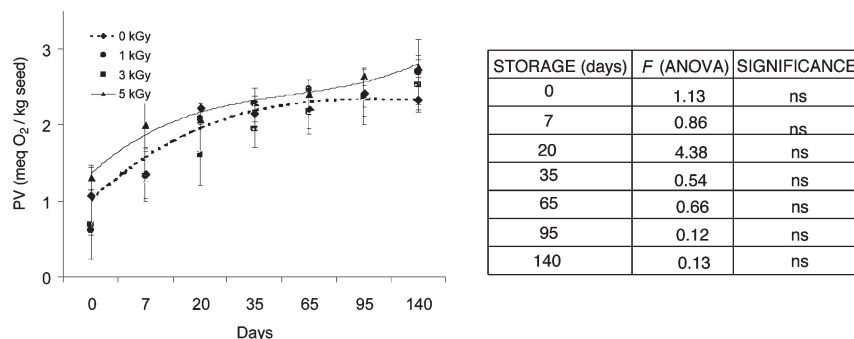 0 kGy
1 kGy
3 kGy
5 kGy
PV (meq O2 / kg seed)
3
2
1
0
0 7 20 35 65 95 140
Days
STORAGE (days) F (ANOVA) SIGNIFICANCE
0 1.13 ns
7 0.86 ns
20 4.38 ns
35 0.54 ns
65 0.66 ns
95 0.12 ns
140 0.13 ns